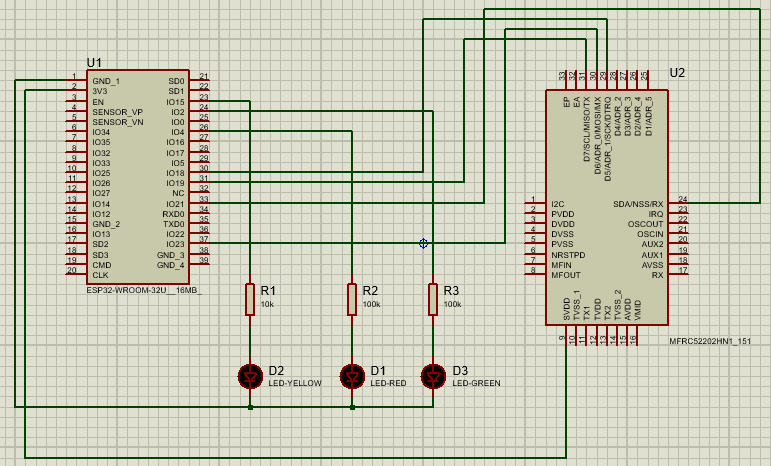 U1
1 GND_1 SD0 21
2 3V3 SD1 22
3 EN IO15 23
4 SENSOR_VP IO2 24
5 SENSOR_VN IO0 25
6 IO34 IO4 26
7 IO35 IO16 27
8 IO32 IO17 28
9 IO33 IO5 29
10 IO25 IO18 30
11 IO26 IO19 31
12 IO27 NC 32
13 IO14 IO21 33
14 IO12 RXD0 34
15 GND_2 TXD0 35
16 IO13 IO22 36
17 SD2 IO23 37
18 SD3 GND_3 38
19 CMD GND_4 39
20 CLK
ESP32-WROOM-32U__16MB_
R1
10k
R2
100k
R3
100k
D2
LED-YELLOW
D1
LED-RED
D3
LED-GREEN
U2
33 32 31 30 29 28 27 26 25
EP
EA
D7/SCL/MISO/TX
D6/ADR_0/MOSI/MX
D5/ADR_1/SCK/DTRQ
D4/ADR_2
D3/ADR_3
D2/ADR_4
D1/ADR_5
1 I2C SDA/NSS/RX 24
2 PVDD IRQ 23
3 DVDD OSCOUT 22
4 DVSS OSCIN 21
5 PVSS AUX2 20
6 NRSTPD AUX1 19
7 MFIN AVSS 18
8 MFOUT RX 17
SVDD
TVSS_1
TX1
TVDD
TX2
TVSS_2
AVDD
VMID
9 10 11 12 13 14 15 16
MFRC52202HN1_151